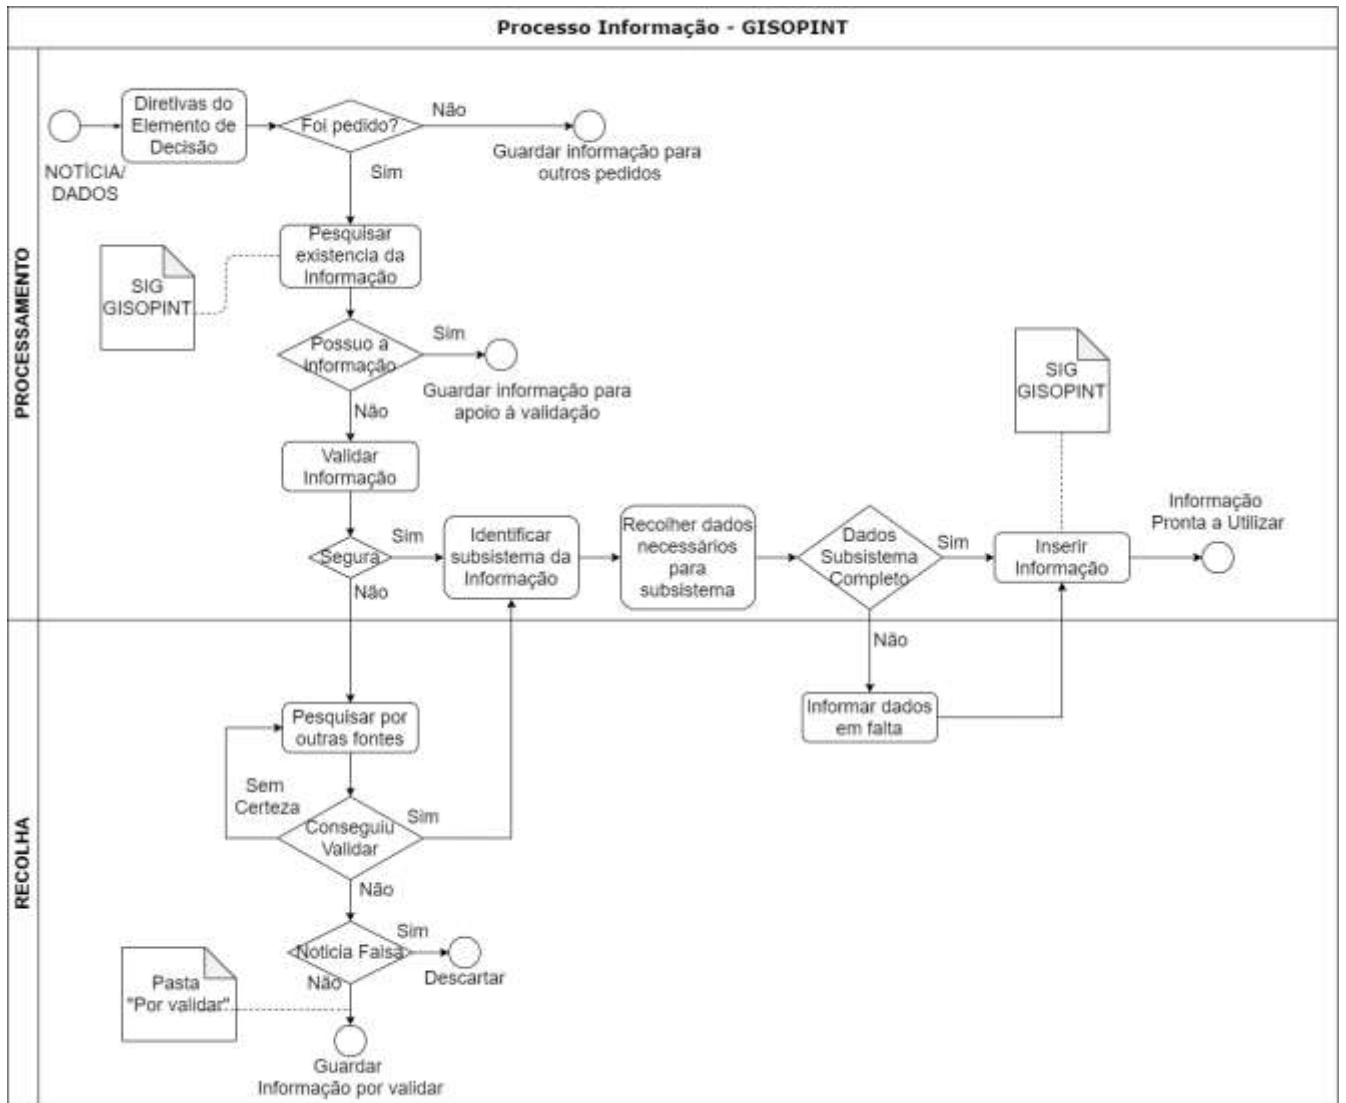 Processo Informação - GISOPINT
PROCESSAMENTO
NOTÍCIA/
DADOS
Diretivas do
Elemento de
Decisão
Foi pedido?
Não
Guardar informação para
outros pedidos
Sim
Pesquisar
existencia da
Informação
SIG
GISOPINT
Possuo a
informação
Sim
Guardar informação para
apoio á validação
Não
Validar
Informação
Segura
Sim
Não
Identificar
subsistema da
Informação
Recolher dados
necessários
para
subsistema
Dados
Subsistema
Completo
Sim
Não
SIG
GISOPINT
Inserir
Informação
Informação
Pronta a Utilizar
RECOLHA
Informar dados
em falta
Pesquisar por
outras fontes
Sem
Certeza
Conseguiu
Validar
Sim
Não
Noticia Falsa
Sim
Descartar
Não
Pasta
"Por validar"
Guardar
Informação por validar